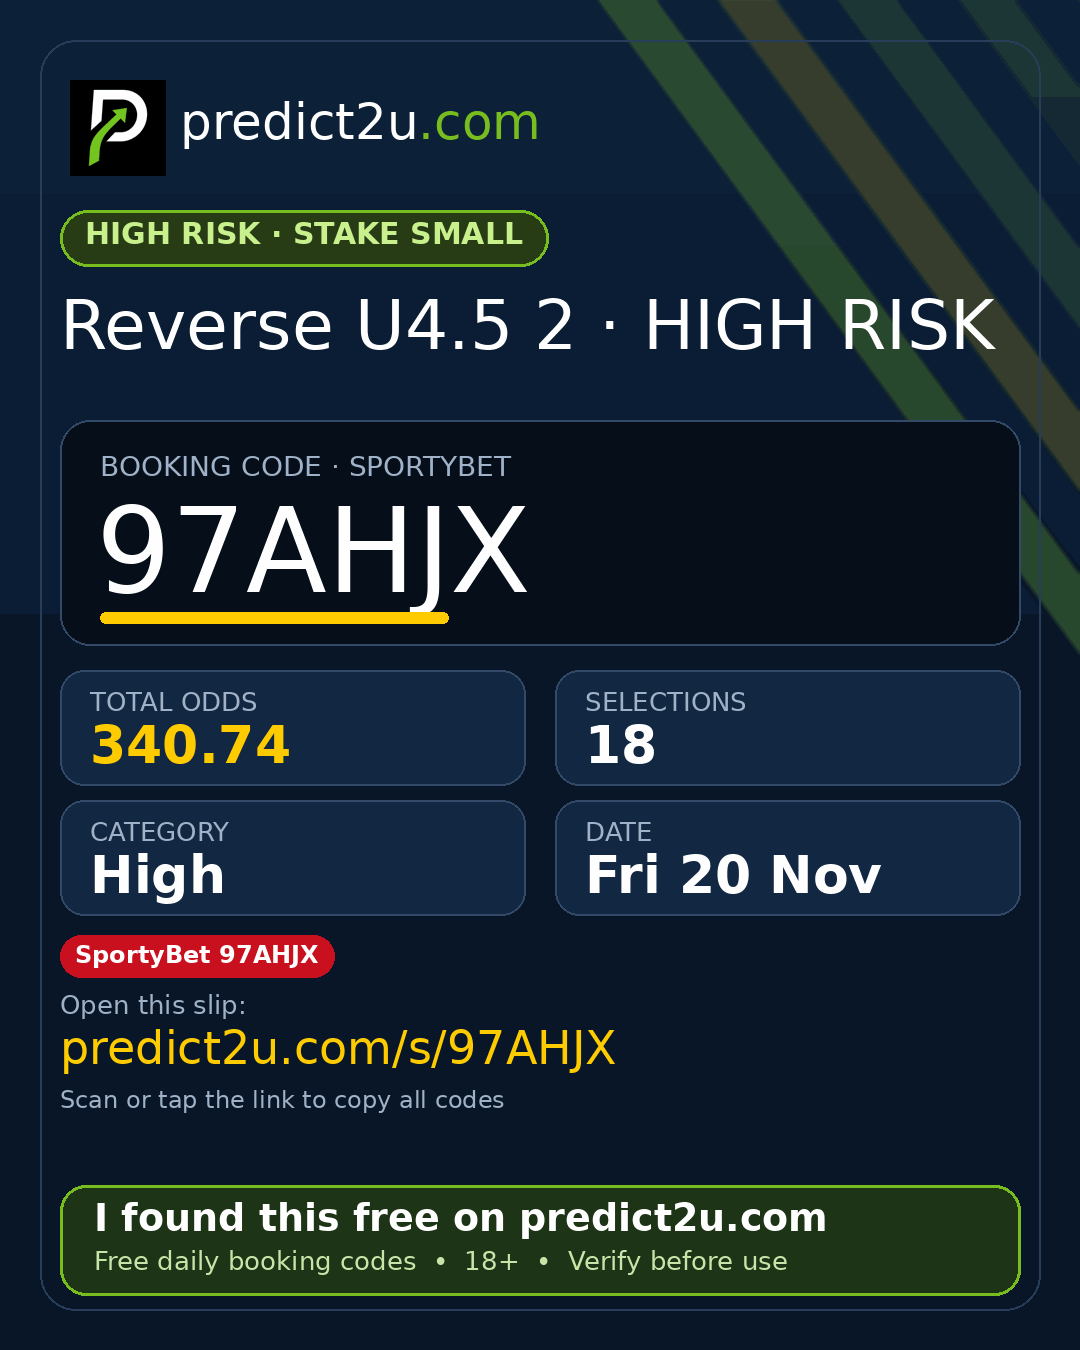 predict2u.com
HIGH RISK · STAKE SMALL
Reverse U4.5 2 · HIGH RISK
BOOKING CODE · SPORTYBET
97AHJX
TOTAL ODDS
340.74
SELECTIONS
18
CATEGORY
High
DATE
Fri 20 Nov
SportyBet 97AHJX
Open this slip:
predict2u.com/s/97AHJX
Scan or tap the link to copy all codes
I found this free on predict2u.com
Free daily booking codes • 18+ • Verify before use